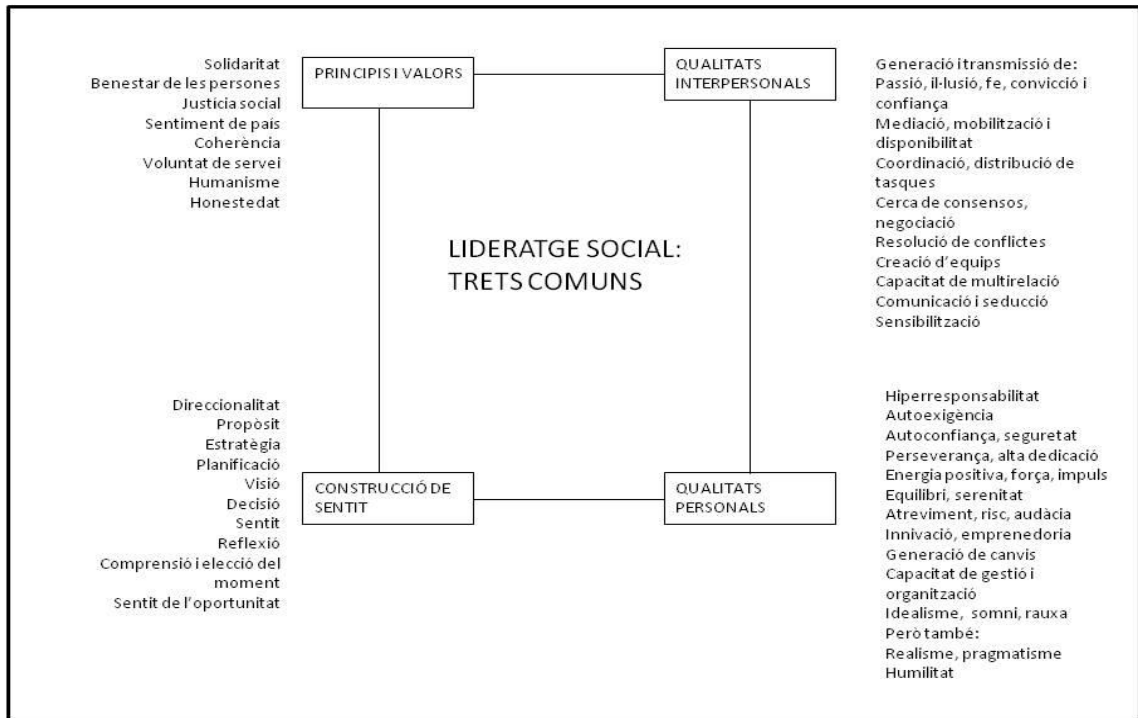 Solidaritat
Benestar de les persones
Justícia social
Sentiment de país
Coherència
Voluntat de servei
Humanisme
Honestedat
PRINCIPIS I VALORS
QUALITATS
INTERPERSONALS
Generació i transmissió de:
Passió, il·lusió, fe, convicció i
confiança
Mediació, mobilització i
disponibilitat
Coordinació, distribució de
tasques
Cerca de consensos,
negociació
Resolució de conflictes
Creació d'equips
Capacitat de multirelació
Comunicació i seducció
Sensibilització
LIDERATGE SOCIAL:
TRETS COMUNS
Direccionalitat
Propòsit
Estratègia
Planificació
Visió
Decisió
Sentit
Reflexió
Comprensió i elecció del
moment
Sentit de l'oportunitat
CONSTRUCCIÓ DE
SENTIT
QUALITATS
PERSONALS
Hiperresponsabilitat
Autoexigència
Autoconfiança, seguretat
Perseverança, alta dedicació
Energia positiva, força, impuls
Equilibri, serenitat
Atreviment, risc, audàcia
Innivació, emprenedoria
Generació de canvis
Capacitat de gestió i
organització
Idealisme, somni, rauxa
Però també:
Realisme, pragmatisme
Humilitat